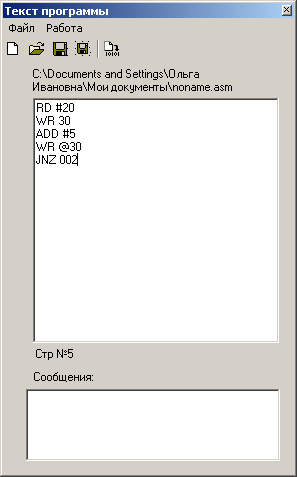 Текст программы
Файл Работа
C:\Documents and Settings\Ольга
Ивановна\Мои документы\noname.asm
RD #20
WR 30
ADD #5
WR @30
JNZ 002
Стр №5
Сообщения: